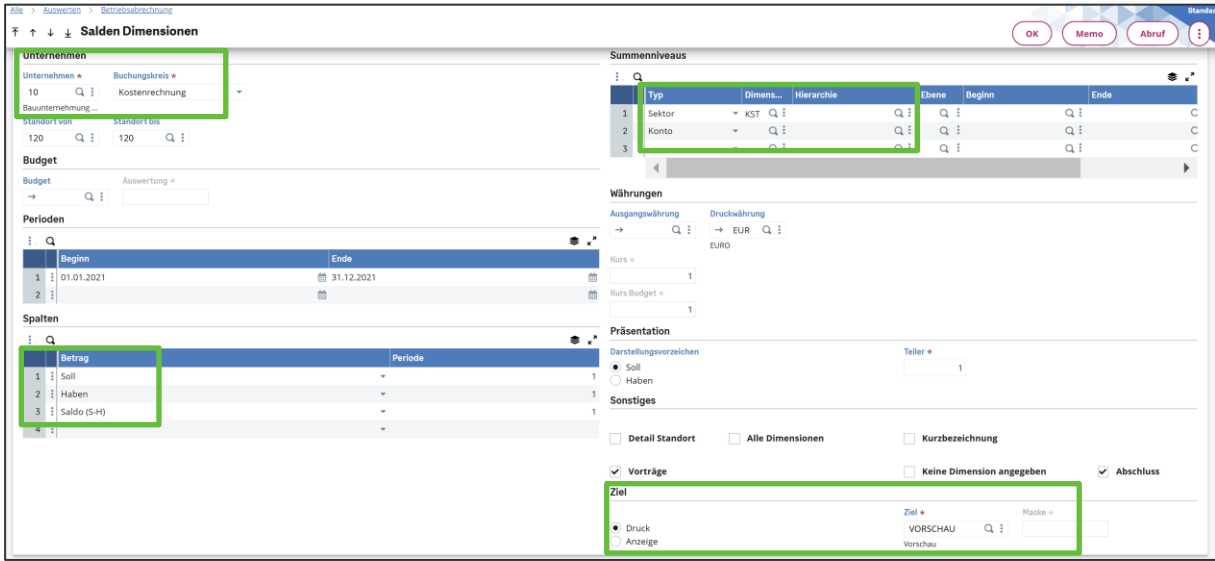 Alle > Auswerten > Betriebsabrechnung
Standar
Salden Dimensionen
OK Memo Abruf
Unternehmen
Unternehmen * Buchungskreis *
10 Kostenrechnung
Bauunternehmung ...
Standort von Standort bis
120 120
Budget
Budget Auswertung *
Perioden
Beginn Ende
1 01.01.2021 31.12.2021
2
Spalten
Betrag Periode
1 Soll 1
2 Haben 1
3 Saldo (S-H) 1
4
Summenniveaus
Typ Dimens... Hierarchie Ebene Beginn Ende
1 Sektor KST
2 Konto
3
Währungen
Ausgangswährung Druckwährung
→ → EUR
EURO
Kurs *
1
Kurs Budget *
1
Präsentation
Darstellungsvorzeichen Teiler *
Soll 1
Haben
Sonstiges
Detail Standort Alle Dimensionen Kurzbezeichnung
Vorträge Keine Dimension angegeben Abschluss
Ziel
Ziel * Maske *
Druck VORSCHAU
Anzeige Vorschau